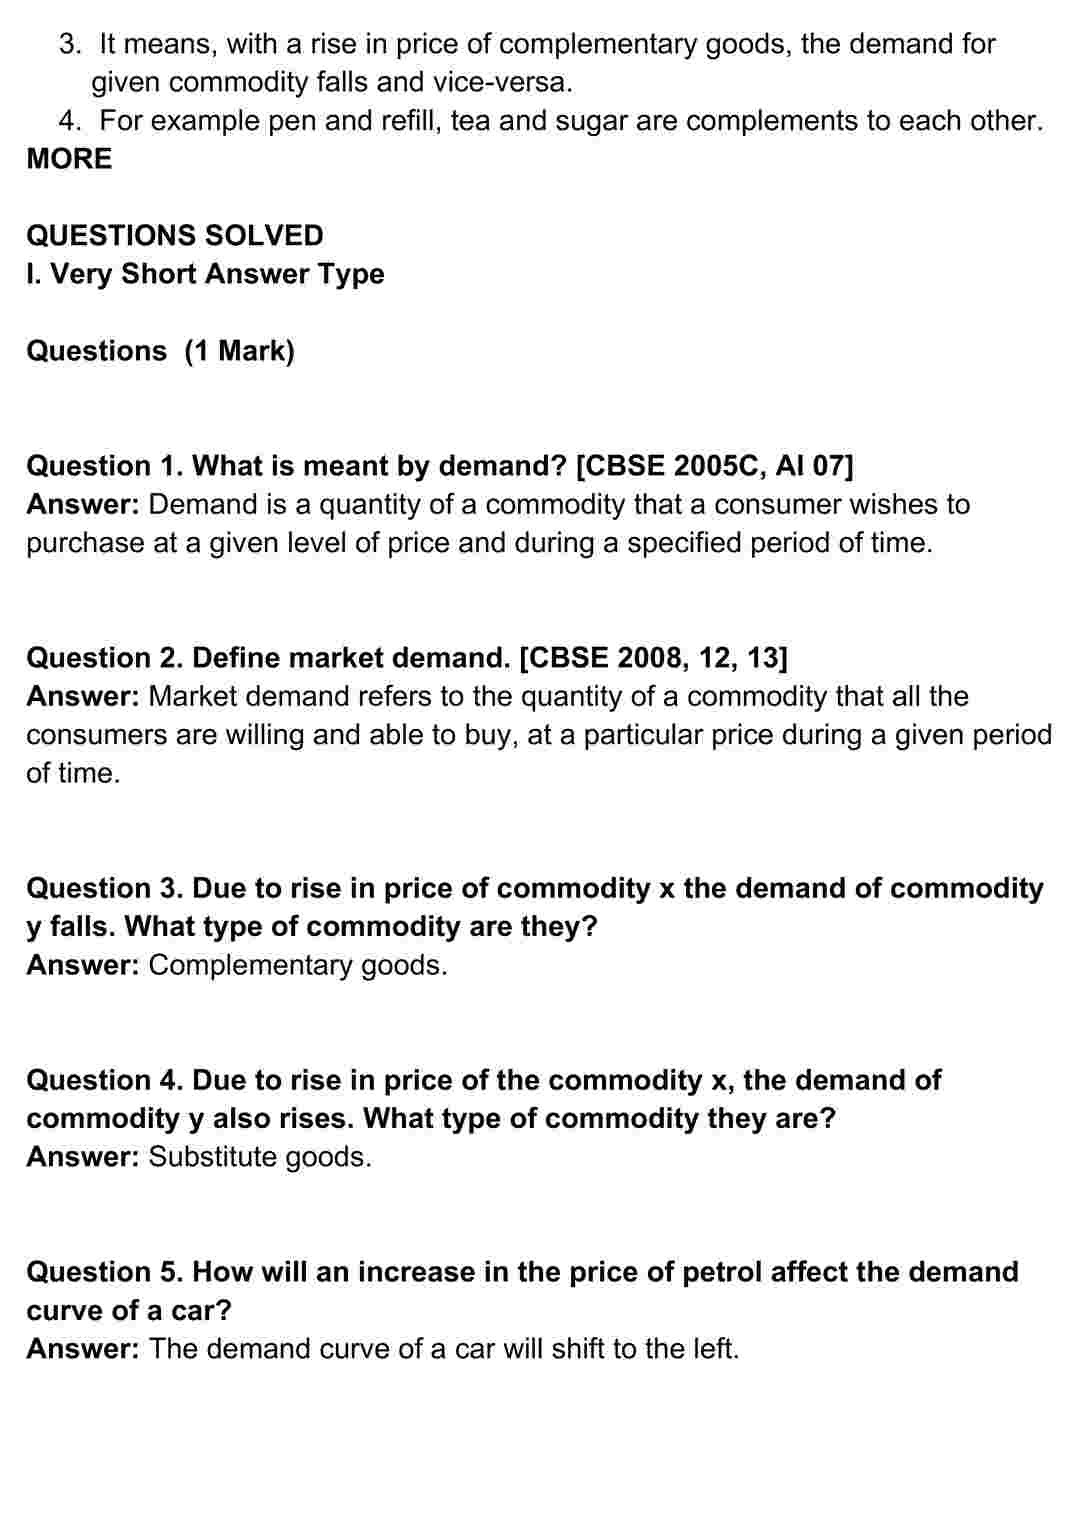 3. It means, with a rise in price of complementary goods, the demand for
given commodity falls and vice-versa.
4. For example pen and refill, tea and sugar are complements to each other.
MORE
QUESTIONS SOLVED
I. Very Short Answer Type
Questions (1 Mark)
Question 1. What is meant by demand? [CBSE 2005C, AI 07]
Answer: Demand is a quantity of a commodity that a consumer wishes to
purchase at a given level of price and during a specified period of time.
Question 2. Define market demand. [CBSE 2008, 12, 13]
Answer: Market demand refers to the quantity of a commodity that all the
consumers are willing and able to buy, at a particular price during a given period
of time.
Question 3. Due to rise in price of commodity x the demand of commodity
y falls. What type of commodity are they?
Answer: Complementary goods.
Question 4. Due to rise in price of the commodity x, the demand of
commodity y also rises. What type of commodity they are?
Answer: Substitute goods.
Question 5. How will an increase in the price of petrol affect the demand
curve of a car?
Answer: The demand curve of a car will shift to the left.